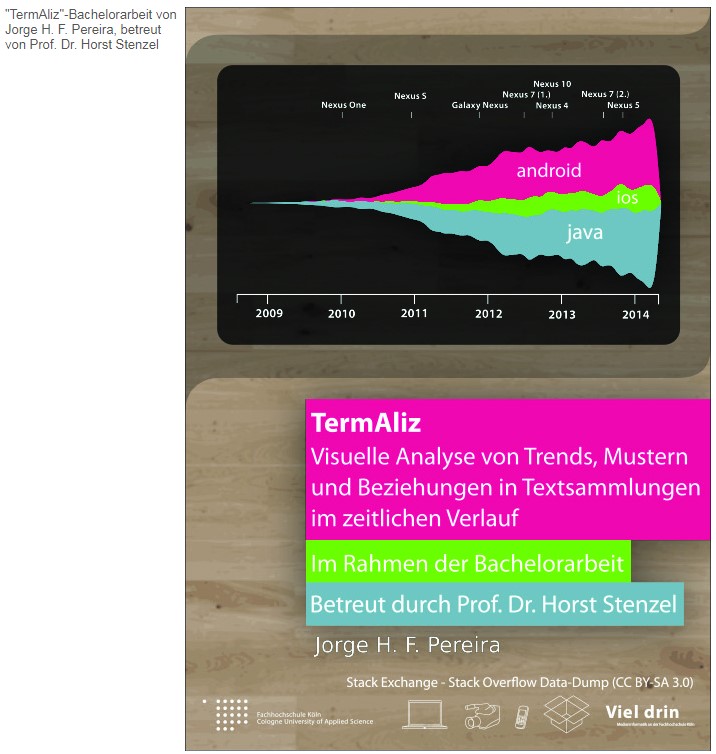 "TermAliz"-Bachelorarbeit von
Jorge H. F. Pereira, betreut
von Prof. Dr. Horst Stenzel
Nexus 10
Nexus S
Nexus 7 (1.)
Nexus 7 (2.)
Nexus One
Galaxy Nexus
Nexus 4
Nexus 5
android
ios
java
2009 2010 2011 2012 2013 2014
TermAliz
Visuelle Analyse von Trends, Mustern
und Beziehungen in Textsammlungen
im zeitlichen Verlauf
Im Rahmen der Bachelorarbeit
Betreut durch Prof. Dr. Horst Stenzel
Jorge H. F. Pereira
Stack Exchange - Stack Overflow Data-Dump (CC BY-SA 3.0)
Fachhochschule Köln
Cologne University of Applied Science
Viel drin